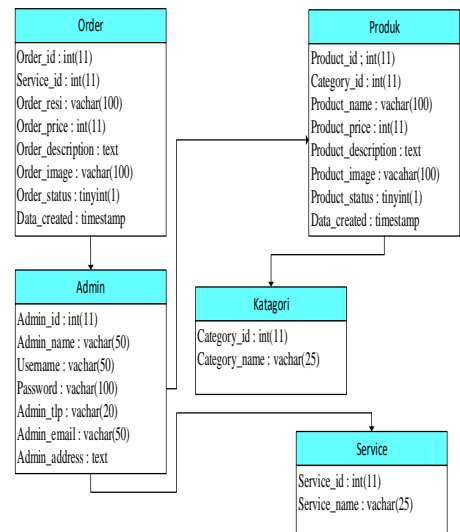 Order
Order_id : int(11)
Service_id : int(11)
Order_resi : vachar(100)
Order_price : int(11)
Order_description : text
Order_image : vachar(100)
Order_status : tinyint(1)
Data_created : timestamp
Produk
Product_id ; int(11)
Category_id : int(11)
Product_name : vachar(100)
Product_price : int(11)
Product_description : text
Product_image : vacahar(100)
Product_status : tinyint(1)
Data_created : timestamp
Admin
Admin_id : int(11)
Admin_name : vachar(50)
Username : vachar(50)
Password : vachar(100)
Admin_tlp : vachar(20)
Admin_email : vachar(50)
Admin_address : text
Katagori
Category_id : int(11)
Category_name : vachar(25)
Service
Service_id : int(11)
Service_name : vachar(25)